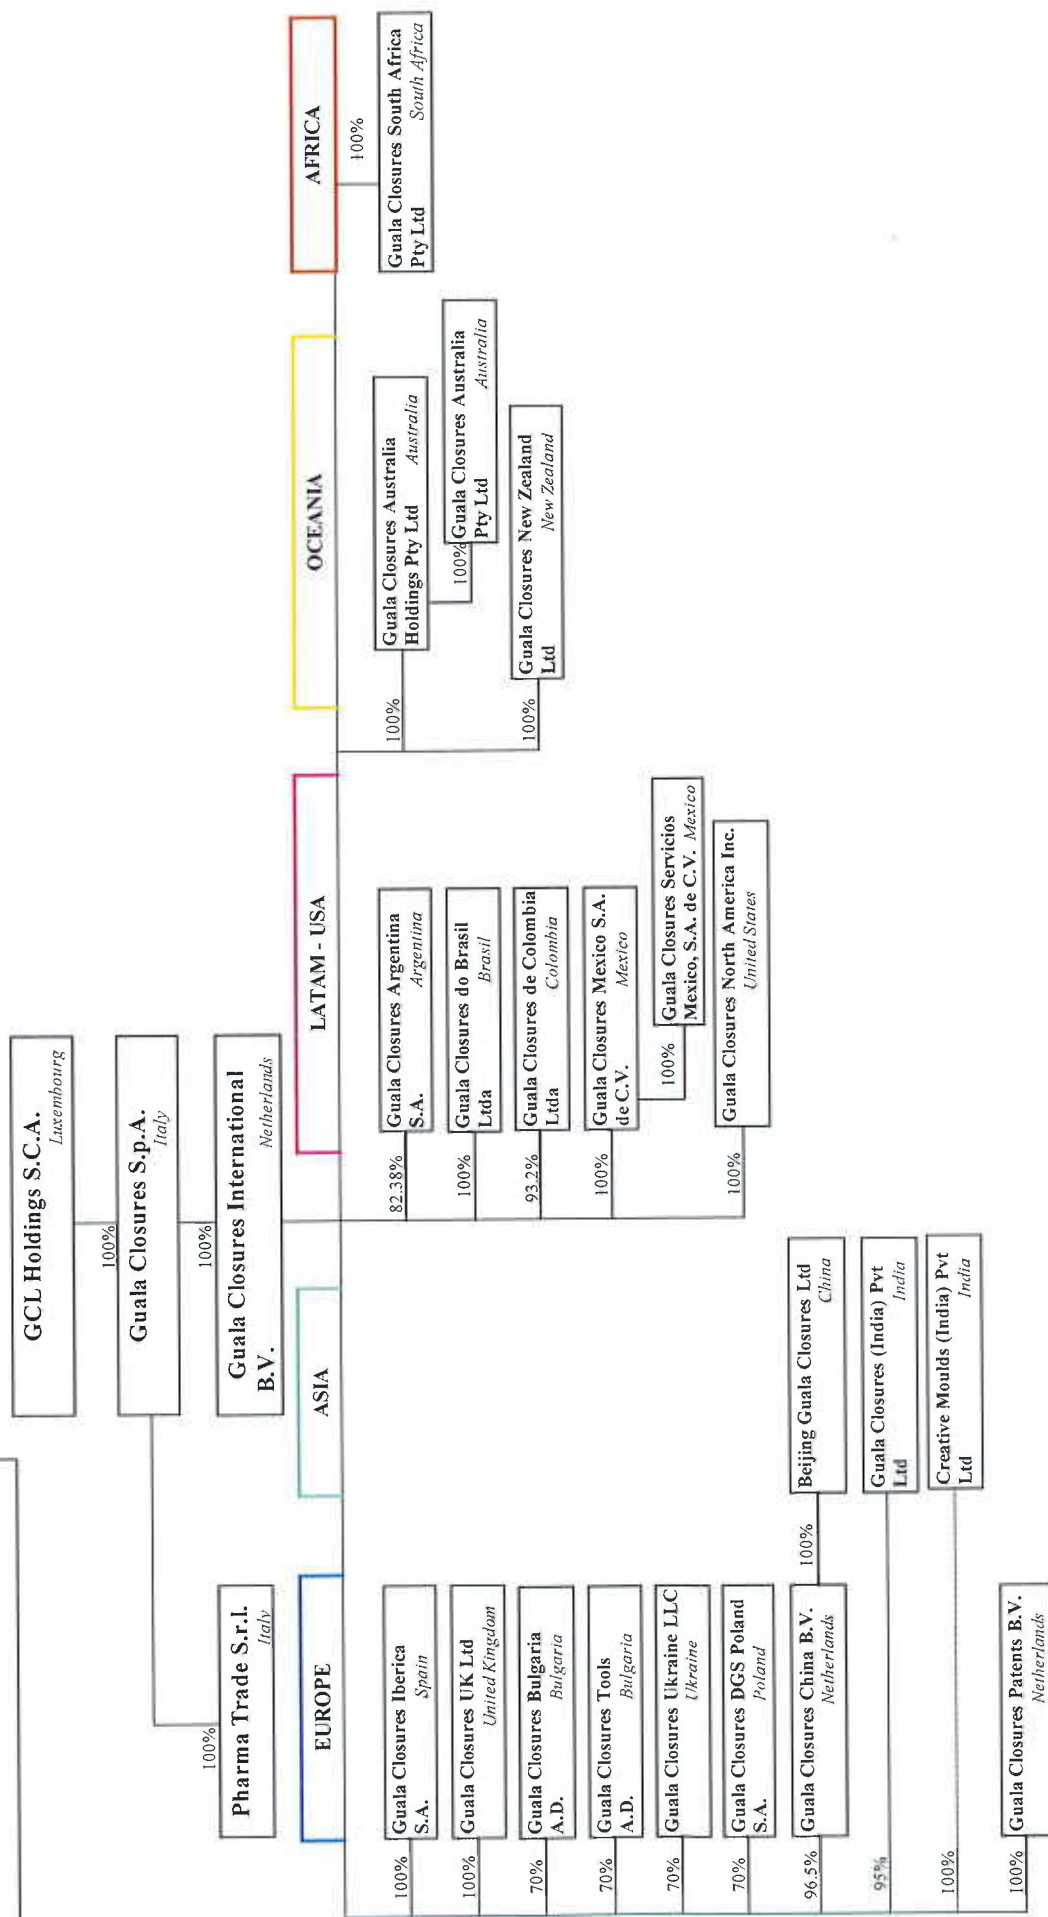 GCL Holdings S.C.A.
Luxembourg
100%
Guala Closures S.p.A.
Italy
100%
Guala Closures International
B.V.
Netherlands
100%
Pharma Trade S.r.l.
Italy
EUROPE
100%
Guala Closures Iberica
S.A.
Spain
100%
Guala Closures UK Ltd
United Kingdom
70%
Guala Closures Bulgaria
A.D.
Bulgaria
70%
Guala Closures Tools
A.D.
Bulgaria
70%
Guala Closures Ukraine LLC
Ukraine
70%
Guala Closures DGS Poland
S.A.
Poland
96.5%
Guala Closures China B.V.
Netherlands
100%
Guala Closures Patents B.V.
Netherlands
ASIA
100%
Beijing Guala Closures Ltd
China
95%
Guala Closures (India) Pvt
Ltd
India
100%
Creative Moulds (India) Pvt
Ltd
India
LATAM - USA
82.38%
Guala Closures Argentina
S.A.
Argentina
100%
Guala Closures do Brasil
Ltda
Brasil
93.2%
Guala Closures de Colombia
Ltda
Colombia
100%
Guala Closures Mexico S.A.
de C.V.
Mexico
100%
Guala Closures Servicios
Mexico, S.A. de C.V. Mexico
100%
Guala Closures North America Inc.
United States
OCEANIA
100%
Guala Closures Australia
Holdings Pty Ltd
Australia
100%
Guala Closures Australia
Pty Ltd
Australia
100%
Guala Closures New Zealand
Ltd
New Zealand
AFRICA
100%
Guala Closures South Africa
Pty Ltd
South Africa